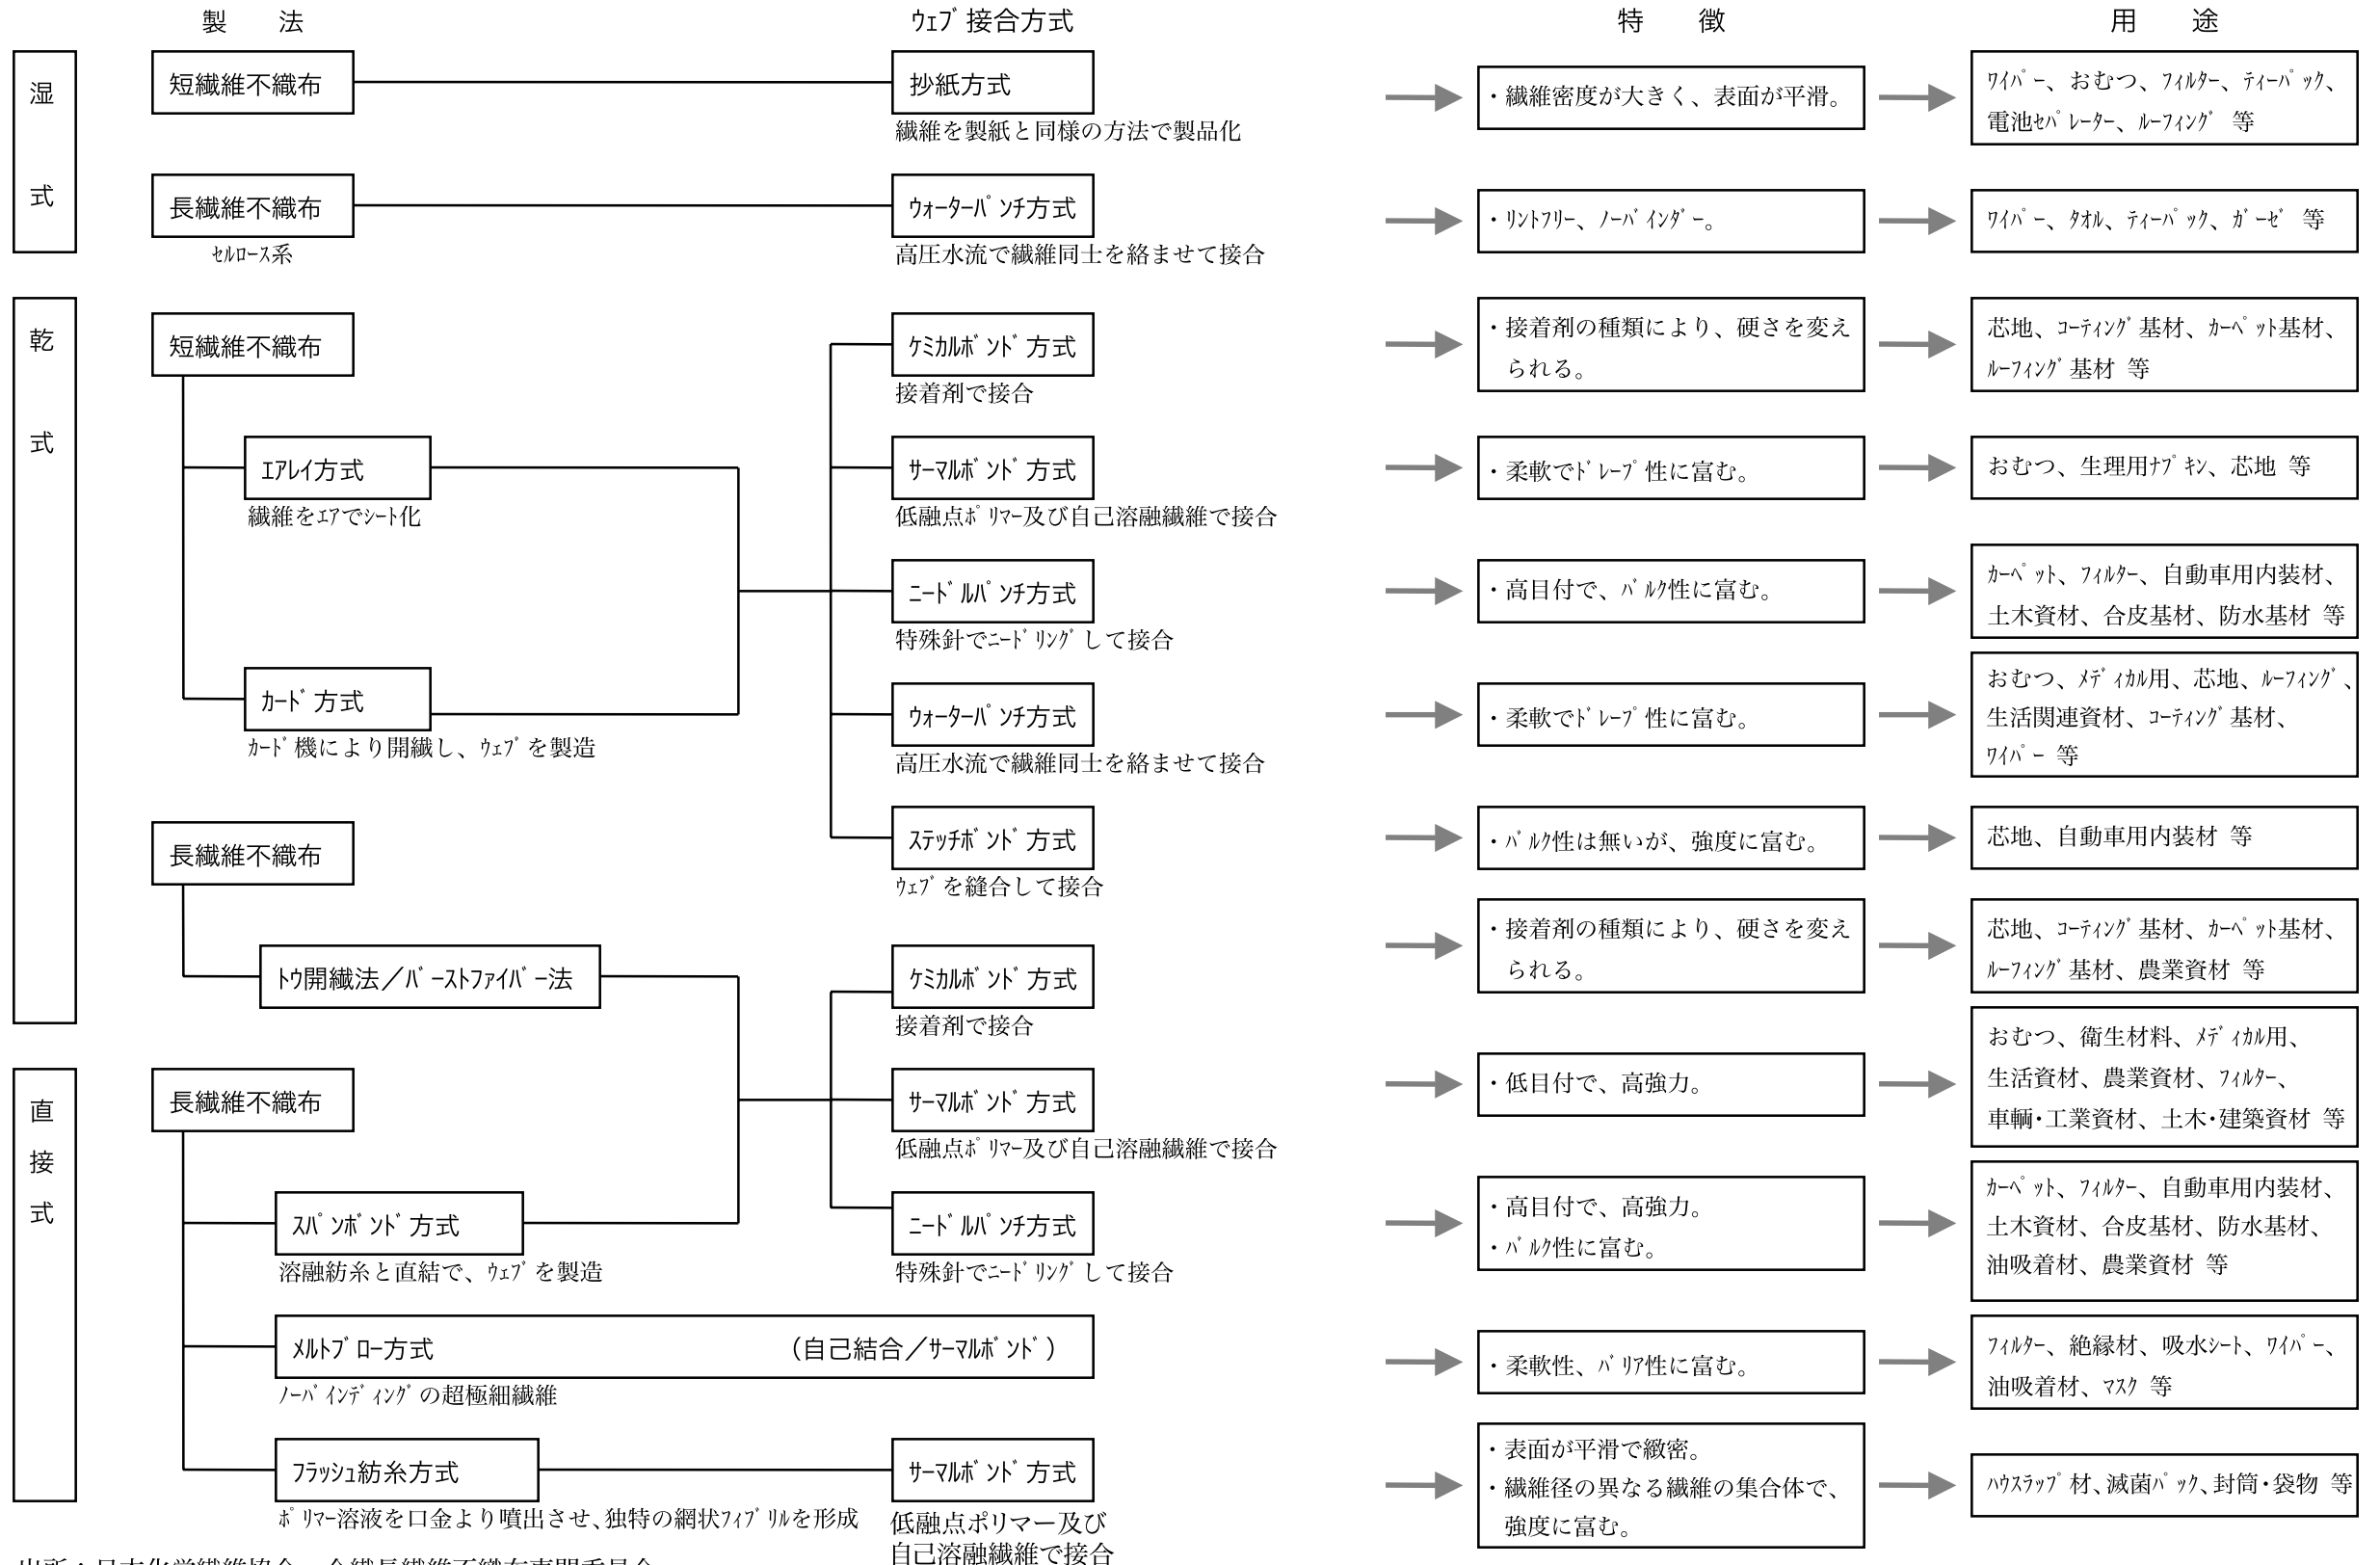 製　　法
ｳｪﾌﾞ接合方式
特　　徴
用　　途
湿　式
短繊維不織布
抄紙方式
繊維を製紙と同様の方法で製品化
・繊維密度が大きく、表面が平滑。
ﾜｲﾊﾟｰ、おむつ、ﾌｨﾙﾀｰ、ﾃｨｰﾊﾟｯｸ、
電池ｾﾊﾟﾚｰﾀｰ、ﾙｰﾌｨﾝｸﾞ 等
長繊維不織布
ｾﾙﾛｰｽ系
ｳｫｰﾀｰﾊﾟﾝﾁ方式
高圧水流で繊維同士を絡ませて接合
・ﾘﾝﾄﾌﾘｰ、ﾉｰﾊﾞｲﾝﾀﾞｰ。
ﾜｲﾊﾟｰ、ﾀｵﾙ、ﾃｨｰﾊﾟｯｸ、ｶﾞｰｾﾞ 等
乾　式
短繊維不織布
ｹﾐｶﾙﾎﾞﾝﾄﾞ方式
接着剤で接合
・接着剤の種類により、硬さを変え
られる。
芯地、ｺｰﾃｨﾝｸﾞ基材、ｶｰﾍﾟｯﾄ基材、
ﾙｰﾌｨﾝｸﾞ基材 等
ｴｱﾚｲ方式
繊維をｴｱでｼｰﾄ化
ｻｰﾏﾙﾎﾞﾝﾄﾞ方式
低融点ﾎﾟﾘﾏｰ及び自己溶融繊維で接合
・柔軟でﾄﾞﾚｰﾌﾟ性に富む。
おむつ、生理用ﾅﾌﾟｷﾝ、芯地 等
ﾆｰﾄﾞﾙﾊﾟﾝﾁ方式
特殊針でﾆｰﾄﾞﾘﾝｸﾞして接合
・高目付で、ﾊﾞﾙｸ性に富む。
ｶｰﾍﾟｯﾄ、ﾌｨﾙﾀｰ、自動車用内装材、
土木資材、合皮基材、防水基材 等
ｶｰﾄﾞ方式
ｶｰﾄﾞ機により開繊し、ｳｪﾌﾞを製造
ｳｫｰﾀｰﾊﾟﾝﾁ方式
高圧水流で繊維同士を絡ませて接合
・柔軟でﾄﾞﾚｰﾌﾟ性に富む。
おむつ、ﾒﾃﾞｨｶﾙ用、芯地、ﾙｰﾌｨﾝｸﾞ、
生活関連資材、ｺｰﾃｨﾝｸﾞ基材、
ﾜｲﾊﾟｰ 等
ｽﾃｯﾁﾎﾞﾝﾄﾞ方式
ｳｪﾌﾞを縫合して接合
・ﾊﾞﾙｸ性は無いが、強度に富む。
芯地、自動車用内装材 等
長繊維不織布
ﾄｳ開繊法／ﾊﾞｰｽﾄﾌｧｲﾊﾞｰ法
ｹﾐｶﾙﾎﾞﾝﾄﾞ方式
接着剤で接合
・接着剤の種類により、硬さを変え
られる。
芯地、ｺｰﾃｨﾝｸﾞ基材、ｶｰﾍﾟｯﾄ基材、
ﾙｰﾌｨﾝｸﾞ基材、農業資材 等
直接式
長繊維不織布
ｻｰﾏﾙﾎﾞﾝﾄﾞ方式
低融点ﾎﾟﾘﾏｰ及び自己溶融繊維で接合
・低目付で、高強力。
おむつ、衛生材料、ﾒﾃﾞｨｶﾙ用、
生活資材、農業資材、ﾌｨﾙﾀｰ、
車輌･工業資材、土木･建築資材 等
ｽﾊﾟﾝﾎﾞﾝﾄﾞ方式
溶融紡糸と直結で、ｳｪﾌﾞを製造
ﾆｰﾄﾞﾙﾊﾟﾝﾁ方式
特殊針でﾆｰﾄﾞﾘﾝｸﾞして接合
・高目付で、高強力。
・ﾊﾞﾙｸ性に富む。
ｶｰﾍﾟｯﾄ、ﾌｨﾙﾀｰ、自動車用内装材、
土木資材、合皮基材、防水基材、
油吸着材、農業資材 等
ﾒﾙﾄﾌﾞﾛｰ方式　（自己結合／ｻｰﾏﾙﾎﾞﾝﾄﾞ）
ﾉｰﾊﾞｲﾝﾃﾞｨﾝｸﾞの超極細繊維
・柔軟性、ﾊﾞﾘｱ性に富む。
ﾌｨﾙﾀｰ、絶縁材、吸水ｼｰﾄ、ﾜｲﾊﾟｰ、
油吸着材、ﾏｽｸ 等
ﾌﾗｯｼｭ紡糸方式
ﾎﾟﾘﾏｰ溶液を口金より噴出させ､独特の網状ﾌｨﾌﾞﾘﾙを形成
ｻｰﾏﾙﾎﾞﾝﾄﾞ方式
低融点ポリマー及び
自己溶融繊維で接合
・表面が平滑で緻密。
・繊維径の異なる繊維の集合体で、
強度に富む。
ﾊｳｽﾗｯﾌﾟ材､滅菌ﾊﾟｯｸ､封筒･袋物 等